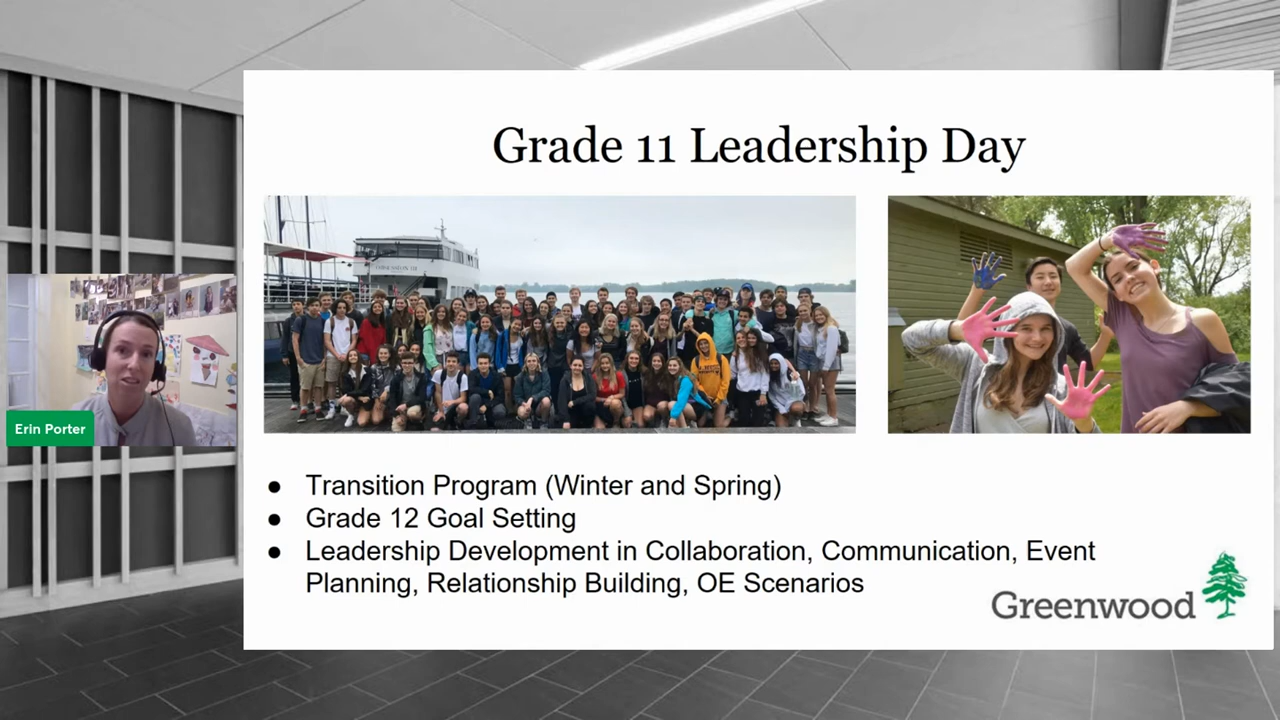 Grade 11 Leadership Day
Erin Porter
● Transition Program (Winter and Spring)
● Grade 12 Goal Setting
● Leadership Development in Collaboration, Communication, Event
Planning, Relationship Building, OE Scenarios
Greenwood